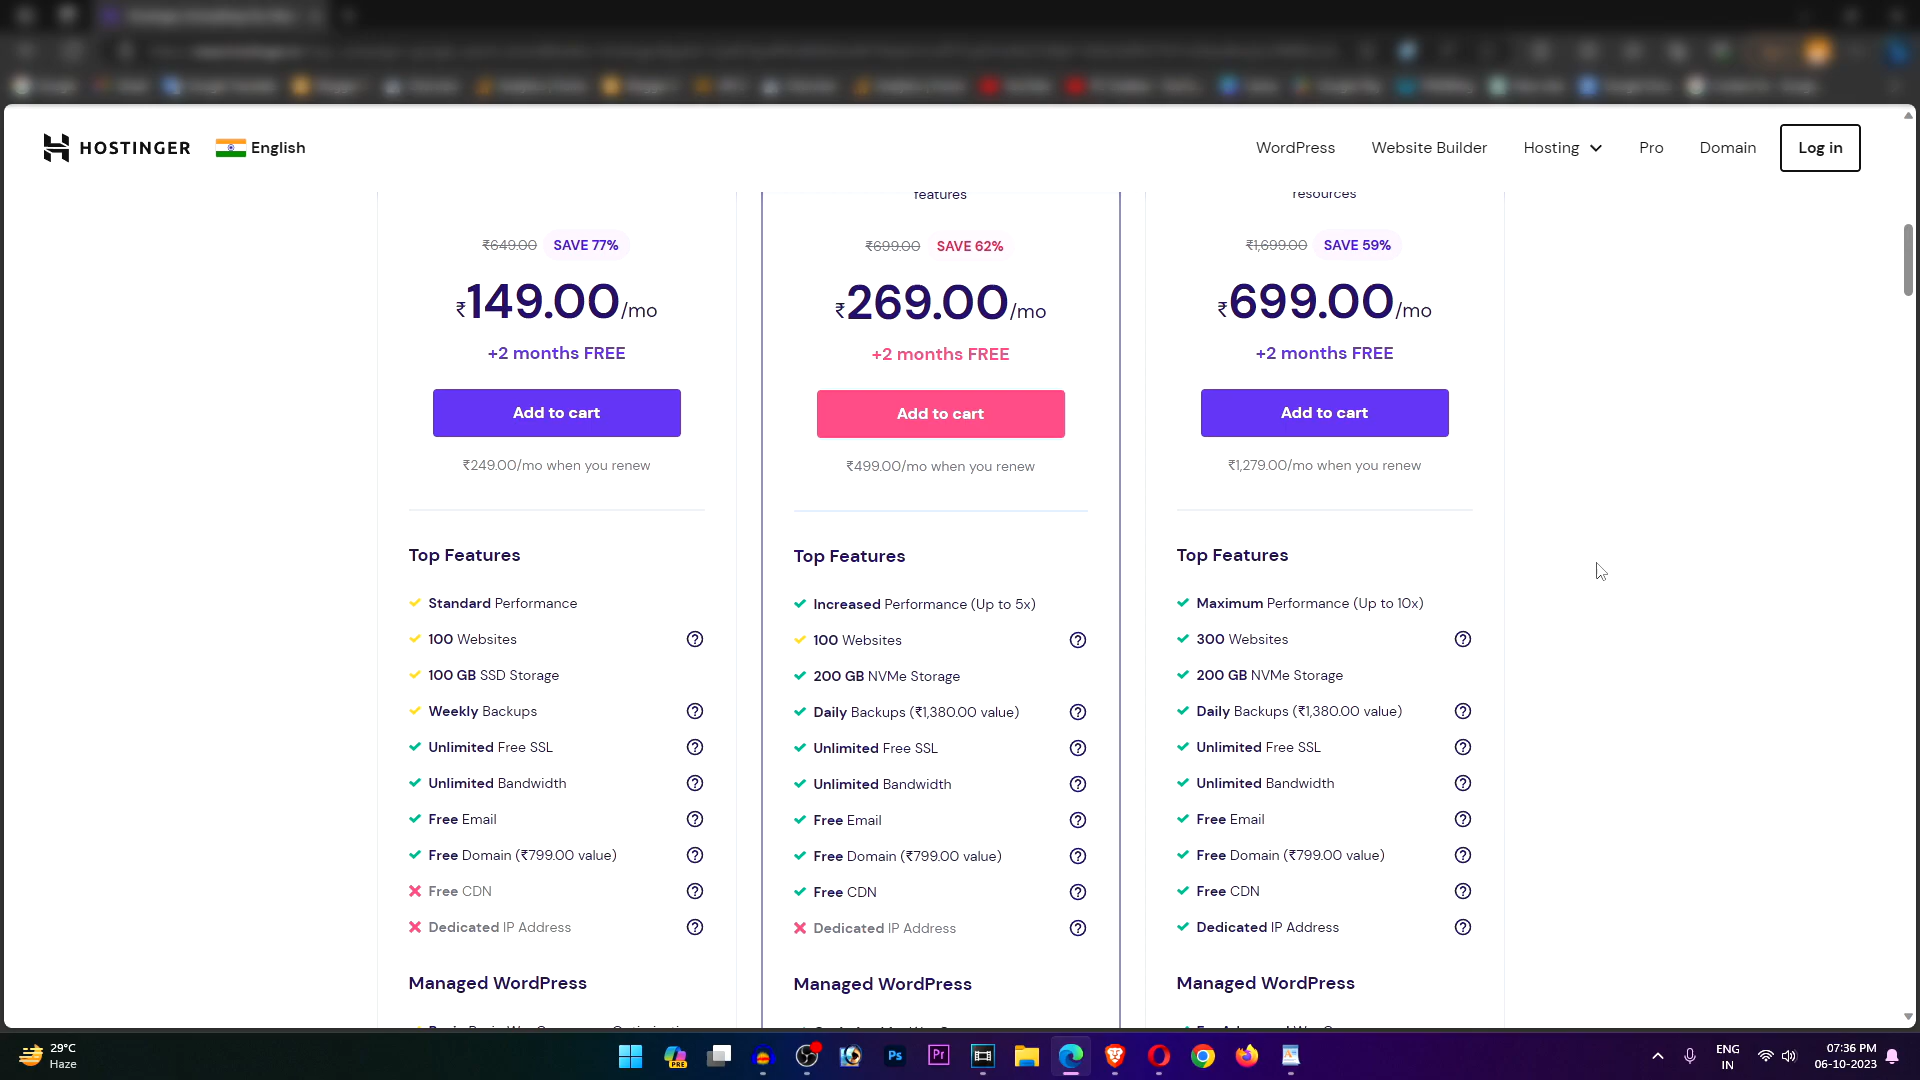 HOSTINGER English WordPress Website Builder Hosting Pro Domain Log in
features
resources
₹649.00 SAVE 77%
₹149.00/mo
+2 months FREE
Add to cart
₹249.00/mo when you renew
Top Features
Standard Performance
100 Websites
100 GB SSD Storage
Weekly Backups
Unlimited Free SSL
Unlimited Bandwidth
Free Email
Free Domain (₹799.00 value)
Free CDN
Dedicated IP Address
Managed WordPress
₹699.00 SAVE 62%
₹269.00/mo
+2 months FREE
Add to cart
₹499.00/mo when you renew
Top Features
Increased Performance (Up to 5x)
100 Websites
200 GB NVMe Storage
Daily Backups (₹1,380.00 value)
Unlimited Free SSL
Unlimited Bandwidth
Free Email
Free Domain (₹799.00 value)
Free CDN
Dedicated IP Address
Managed WordPress
₹1,699.00 SAVE 59%
₹699.00/mo
+2 months FREE
Add to cart
₹1,279.00/mo when you renew
Top Features
Maximum Performance (Up to 10x)
300 Websites
200 GB NVMe Storage
Daily Backups (₹1,380.00 value)
Unlimited Free SSL
Unlimited Bandwidth
Free Email
Free Domain (₹799.00 value)
Free CDN
Dedicated IP Address
Managed WordPress
29°C
Haze
PRE
Ps
Pr
ENG
IN
07:36 PM
06-10-2023